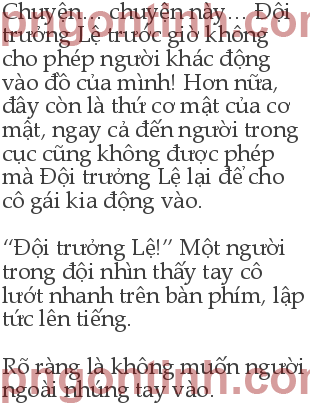 Chuyện... chuyện này... Đội
trưởng Lệ trước giờ không
cho phép người khác động
vào đồ của mình! Hơn nữa,
đây còn là thứ cơ mật của cơ
mật, ngay cả đến người trong
cục cũng không được phép
mà Đội trưởng Lệ lại để cho
cô gái kia động vào.
“Đội trưởng Lệ!” Một người
trong đội nhìn thấy tay cô
lướt nhanh trên bàn phím, lập
tức lên tiếng.
Rõ ràng là không muốn người
ngoài nhúng tay vào.
pngontinh.com
pngontinh.com